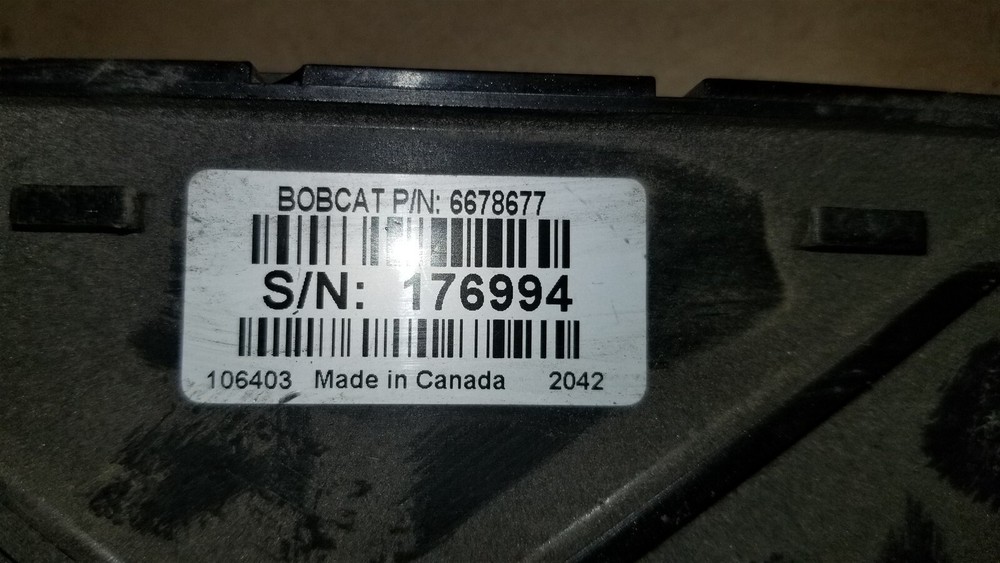 BOBCAT P/N: 6678677
S/N: 176994
106403 Made in Canada 2042